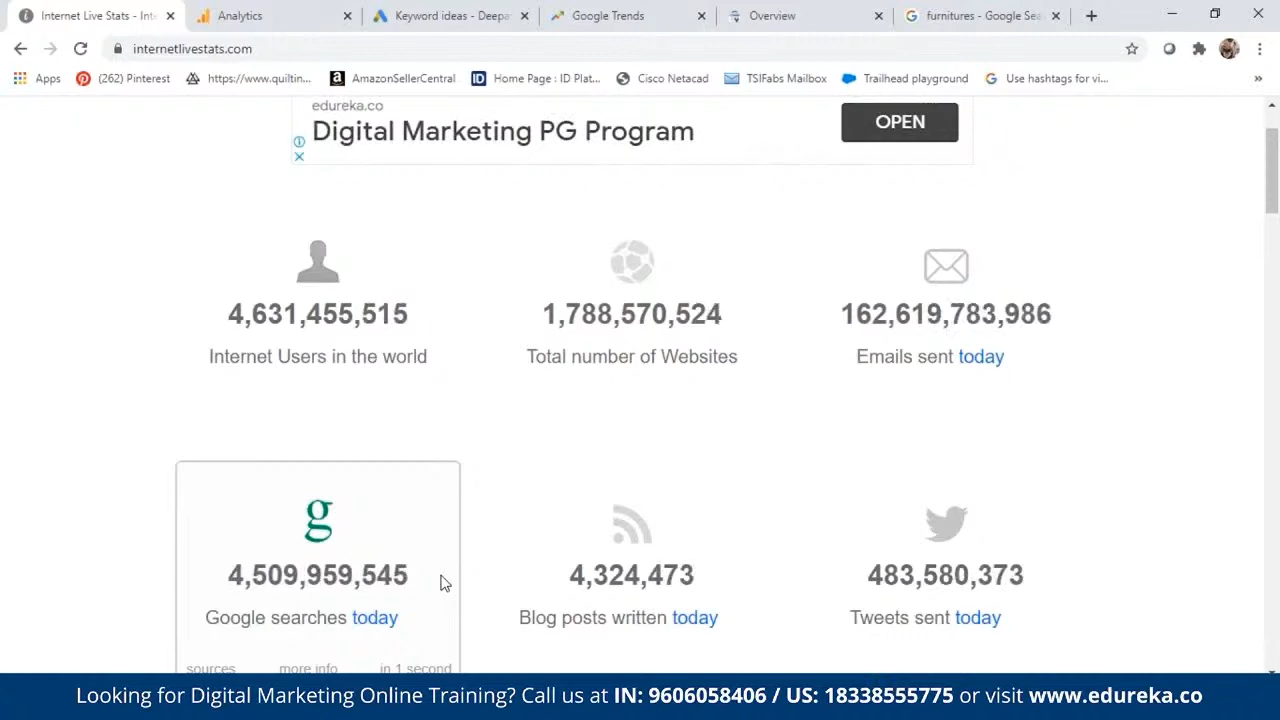 Internet Live Stats - Inte
Analytics
Keyword ideas - Deepa
Google Trends
Overview
furnitures - Google Sea
internetlivestats.com
Apps
(262) Pinterest
https://www.quiltin...
AmazonSellerCentral
Home Page : ID Plat...
Cisco Netacad
TSIFabs Mailbox
Trailhead playground
Use hashtags for vi...
edureka.co
Digital Marketing PG Program
OPEN
4,631,455,515
Internet Users in the world
1,788,570,524
Total number of Websites
162,619,783,986
Emails sent today
g
4,509,959,545
Google searches today
sources more info in 1 second
4,324,473
Blog posts written today
483,580,373
Tweets sent today
Looking for Digital Marketing Online Training? Call us at IN: 9606058406 / US: 18338555775 or visit www.edureka.co